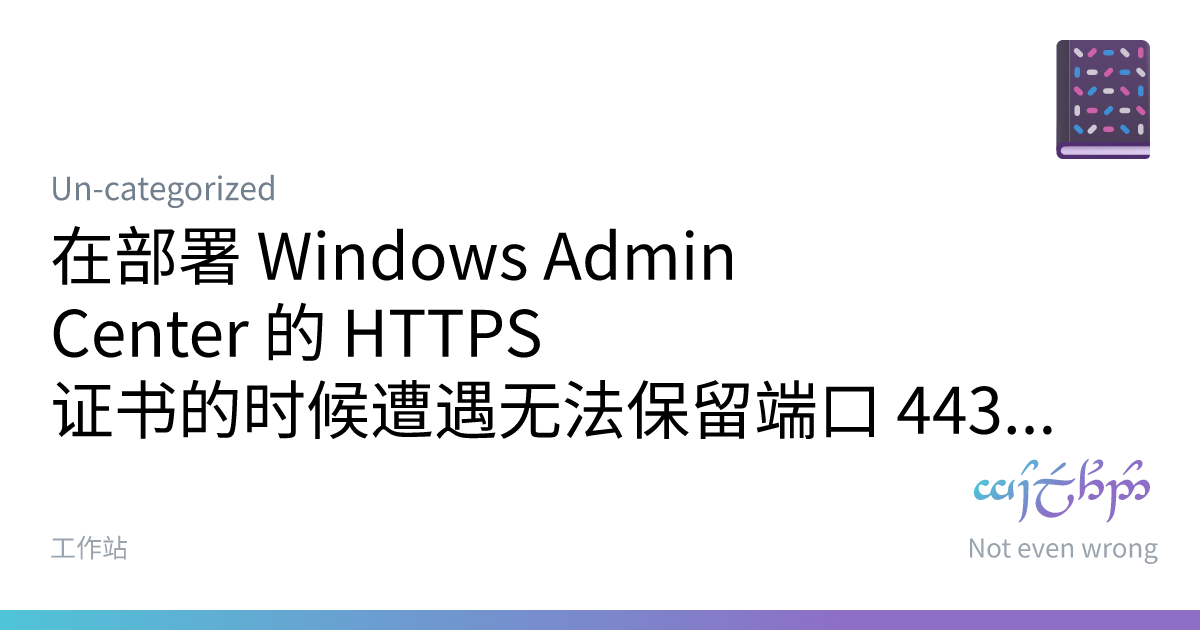 Un-categorized
在部署 Windows Admin
Center 的 HTTPS
证书的时候遭遇无法保留端口 443...
工作站
Not even wrong